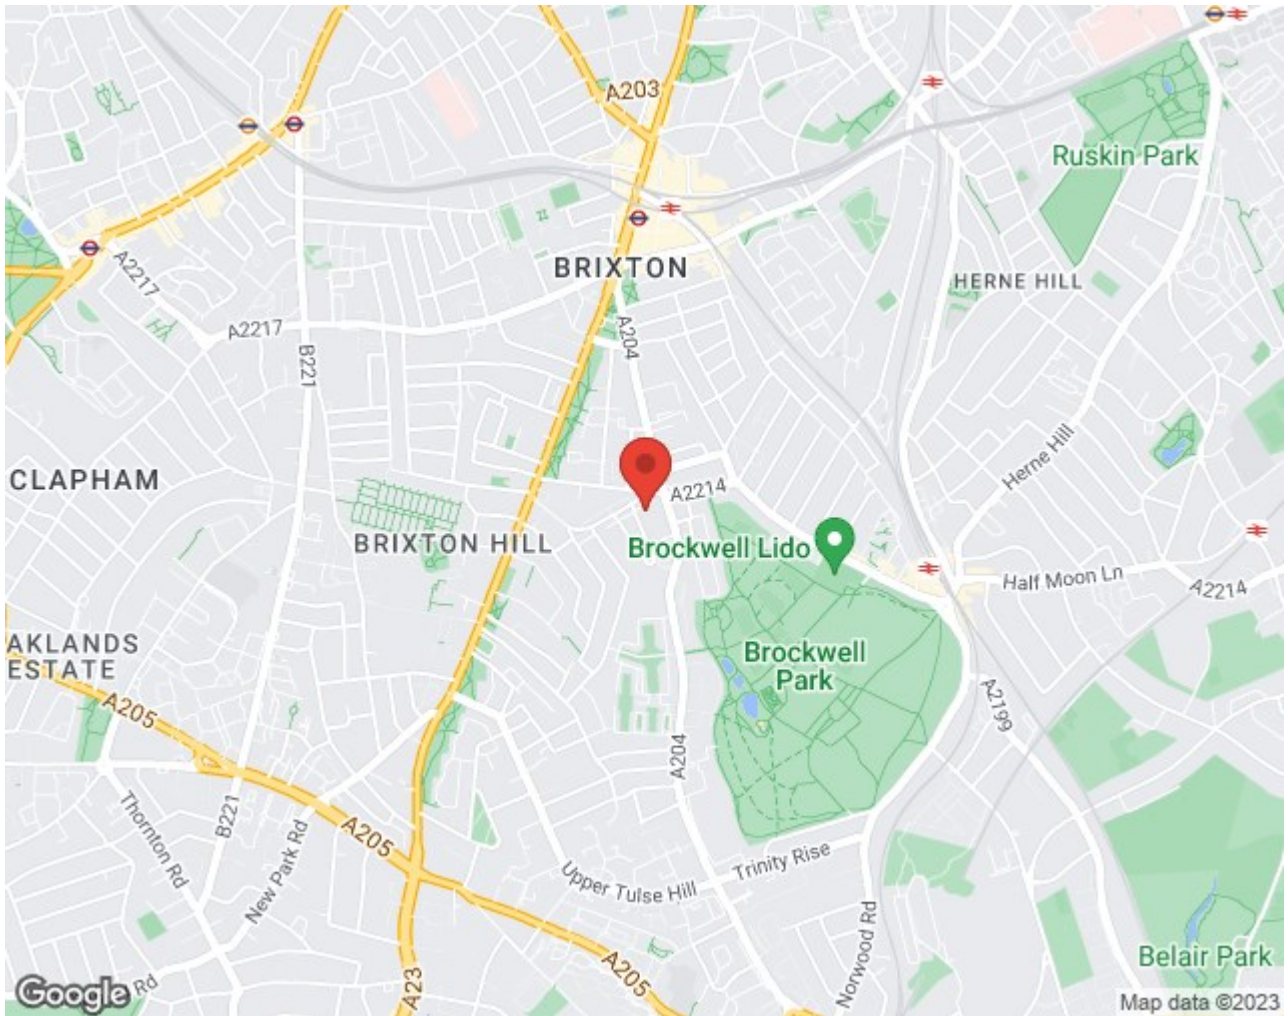 A203
Ruskin Park
BRIXTON
HERNE HILL
A2217
A2217
A204
B221
Herne Hill
CLAPHAM
A2214
BRIXTON HILL
Brockwell Lido
Half Moon Ln
A2214
AKLANDS
ESTATE
Brockwell
Park
A205
A2199
A204
Thornton Rd
B221
New Park Rd
A205
Trinity Rise
Upper Tulse Hill
Norwood Rd
Belair Park
A205
A23
Rd
Google
Map data ©2023